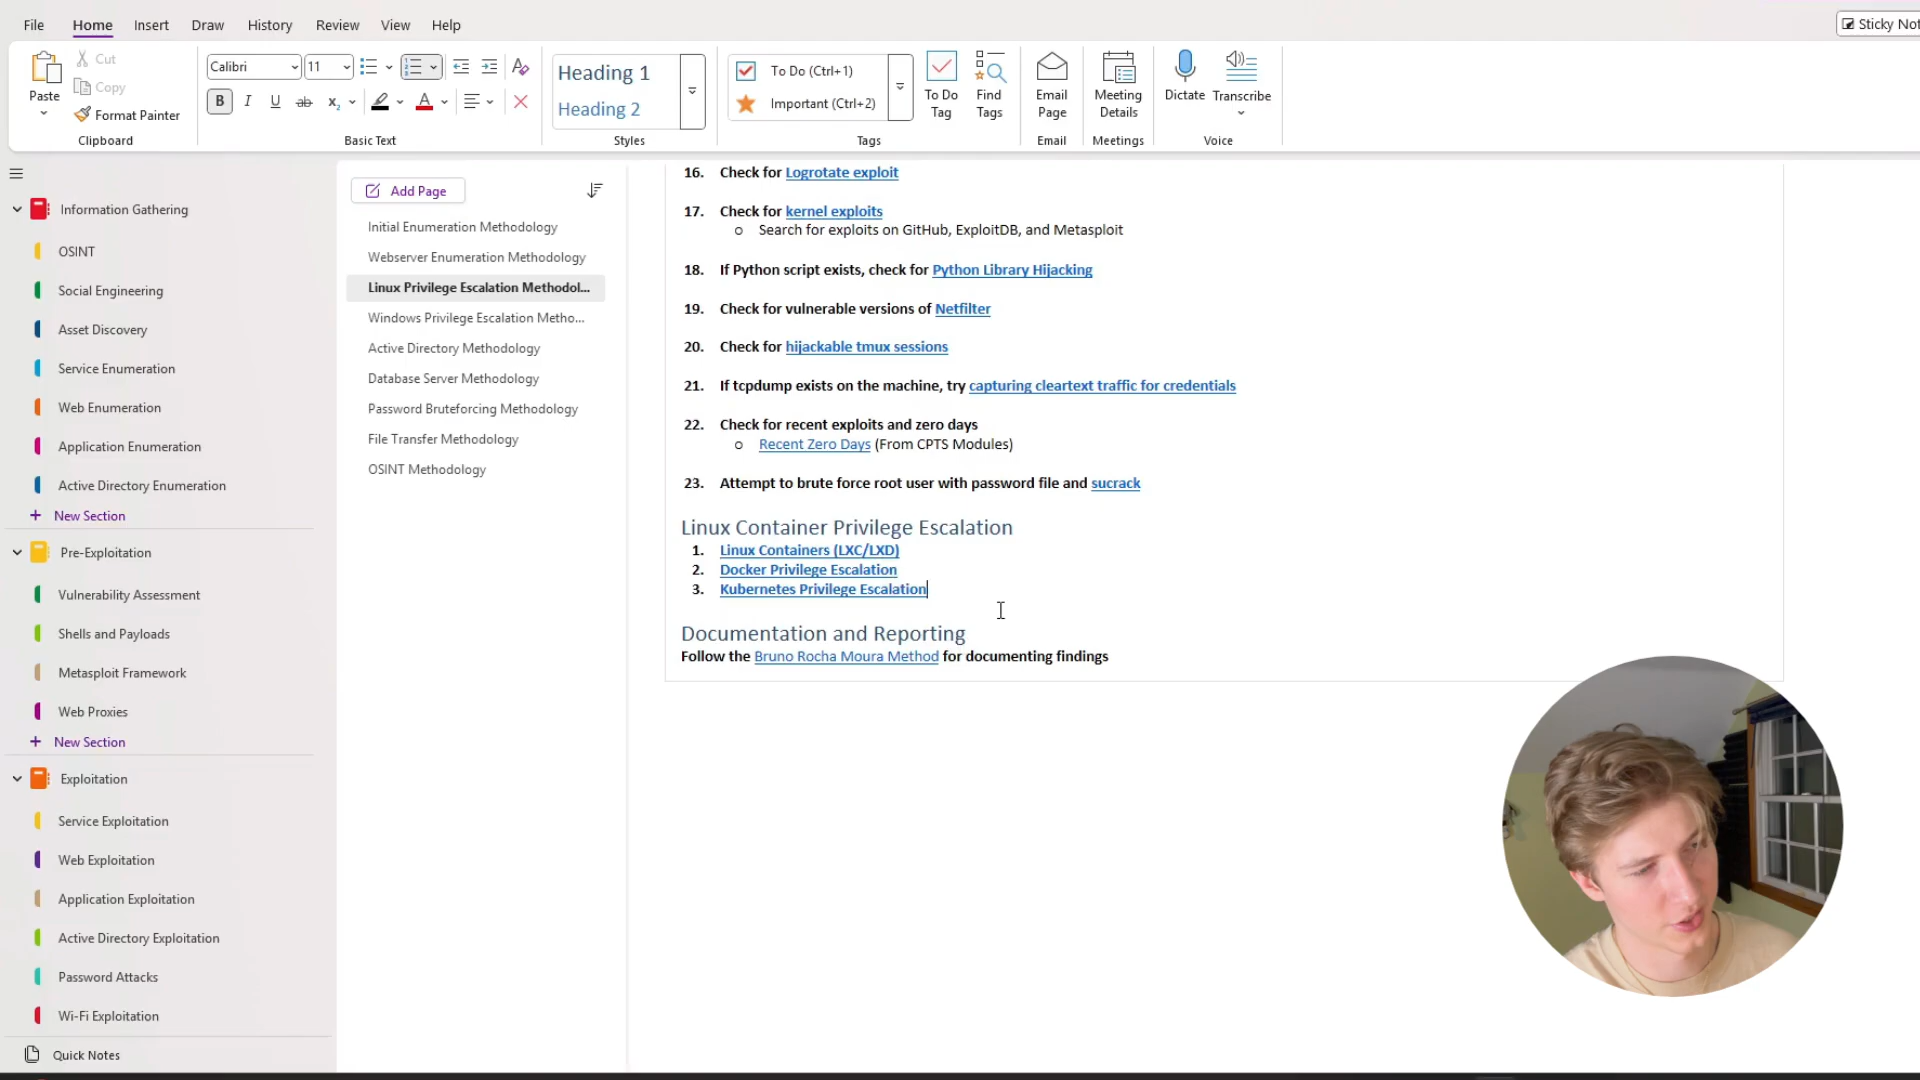 File Home Insert Draw History Review View Help
Sticky Not
Paste
Cut
Copy
Format Painter
Clipboard
Calibri 11
B I U ab x₂ A
Basic Text
Heading 1
Heading 2
Styles
To Do (Ctrl+1)
Important (Ctrl+2)
To Do Tag
Find Tags
Tags
Email Page
Email
Meeting Details
Meetings
Dictate
Transcribe
Voice
Information Gathering
OSINT
Social Engineering
Asset Discovery
Service Enumeration
Web Enumeration
Application Enumeration
Active Directory Enumeration
+ New Section
Pre-Exploitation
Vulnerability Assessment
Shells and Payloads
Metasploit Framework
Web Proxies
+ New Section
Exploitation
Service Exploitation
Web Exploitation
Application Exploitation
Active Directory Exploitation
Password Attacks
Wi-Fi Exploitation
Quick Notes
Add Page
Initial Enumeration Methodology
Webserver Enumeration Methodology
Linux Privilege Escalation Methodol...
Windows Privilege Escalation Metho...
Active Directory Methodology
Database Server Methodology
Password Bruteforcing Methodology
File Transfer Methodology
OSINT Methodology
16. Check for Logrotate exploit
17. Check for kernel exploits
o Search for exploits on GitHub, ExploitDB, and Metasploit
18. If Python script exists, check for Python Library Hijacking
19. Check for vulnerable versions of Netfilter
20. Check for hijackable tmux sessions
21. If tcpdump exists on the machine, try capturing cleartext traffic for credentials
22. Check for recent exploits and zero days
o Recent Zero Days (From CPTS Modules)
23. Attempt to brute force root user with password file and sucrack
Linux Container Privilege Escalation
1. Linux Containers (LXC/LXD)
2. Docker Privilege Escalation
3. Kubernetes Privilege Escalation
Documentation and Reporting
Follow the Bruno Rocha Moura Method for documenting findings